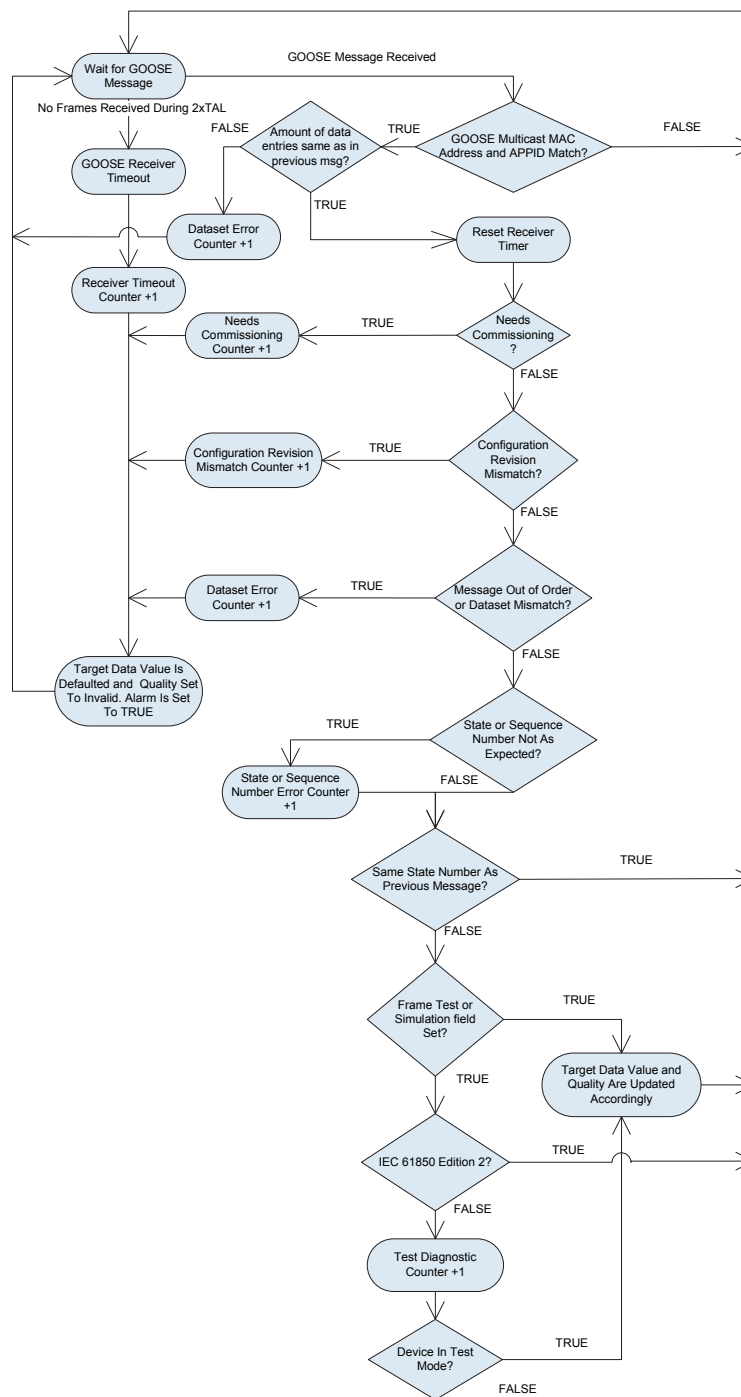 Wait for GOOSE
Message
GOOSE Message Received
No Frames Received During 2xTAL
FALSE
Amount of data
entries same as in
previous msg?
TRUE
GOOSE Multicast MAC
Address and APPID Match?
FALSE
GOOSE Receiver
Timeout
TRUE
Dataset Error
Counter +1
Reset Receiver
Timer
Receiver Timeout
Counter +1
Needs
Commissioning
Counter +1
TRUE
Needs
Commissioning
?
FALSE
Configuration Revision
Mismatch Counter +1
TRUE
Configuration
Revision
Mismatch?
FALSE
Dataset Error
Counter +1
TRUE
Message Out of Order
or Dataset Mismatch?
FALSE
Target Data Value Is
Defaulted and Quality Set
To Invalid. Alarm Is Set
To TRUE
TRUE
State or Sequence
Number Not As
Expected?
State or Sequence
Number Error Counter
+1
FALSE
Same State Number As
Previous Message?
TRUE
FALSE
Frame Test or
Simulation field
Set?
TRUE
TRUE
Target Data Value and
Quality Are Updated
Accordingly
IEC 61850 Edition 2?
TRUE
FALSE
Test Diagnostic
Counter +1
Device In Test
Mode?
TRUE
FALSE